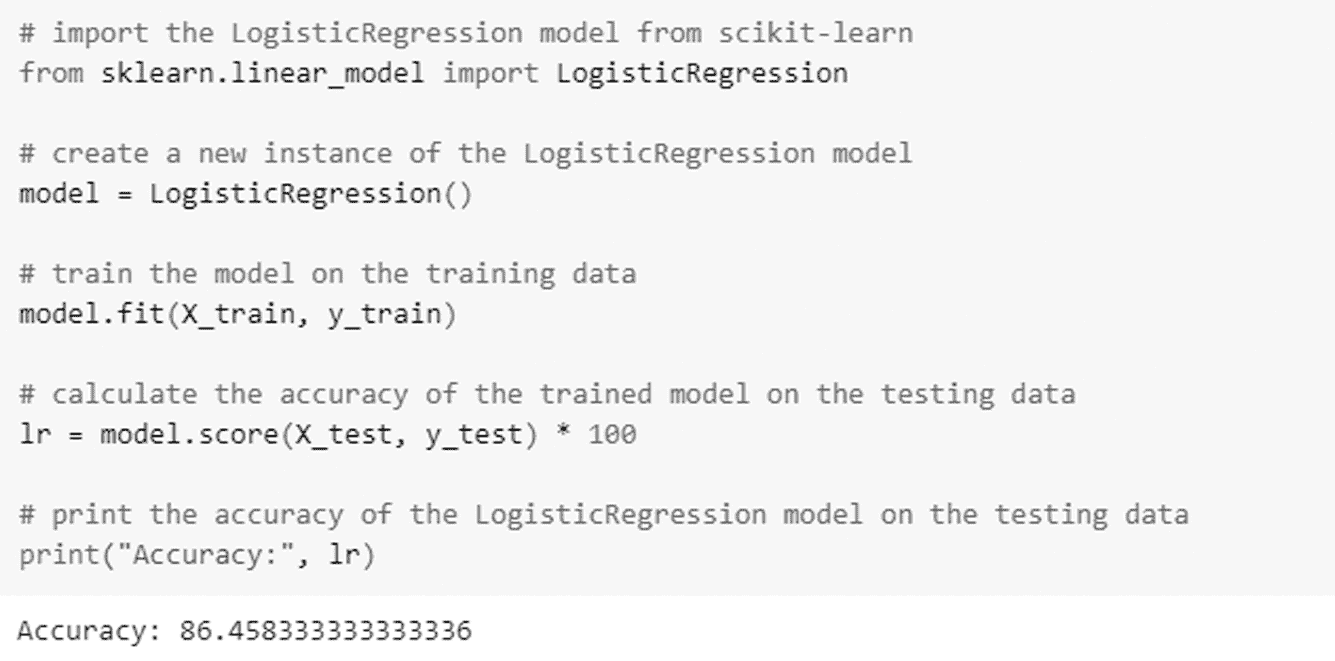 # import the LogisticRegression model from scikit-learn
from sklearn.linear_model import LogisticRegression
# create a new instance of the LogisticRegression model
model = LogisticRegression()
# train the model on the training data
model.fit(X_train, y_train)
# calculate the accuracy of the trained model on the testing data
lr = model.score(X_test, y_test) * 100
# print the accuracy of the LogisticRegression model on the testing data
print("Accuracy:", lr)
Accuracy: 86.458333333333336